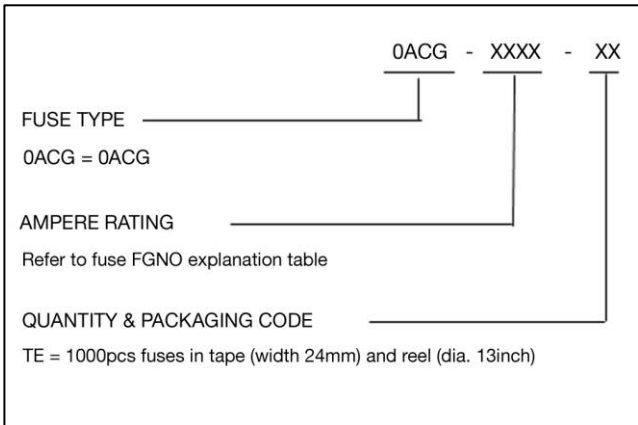 0ACG - XXXX - XX
FUSE TYPE
0ACG = 0ACG
AMPERE RATING
Refer to fuse FGNO explanation table
QUANTITY & PACKAGING CODE
TE = 1000pcs fuses in tape (width 24mm) and reel (dia. 13inch)